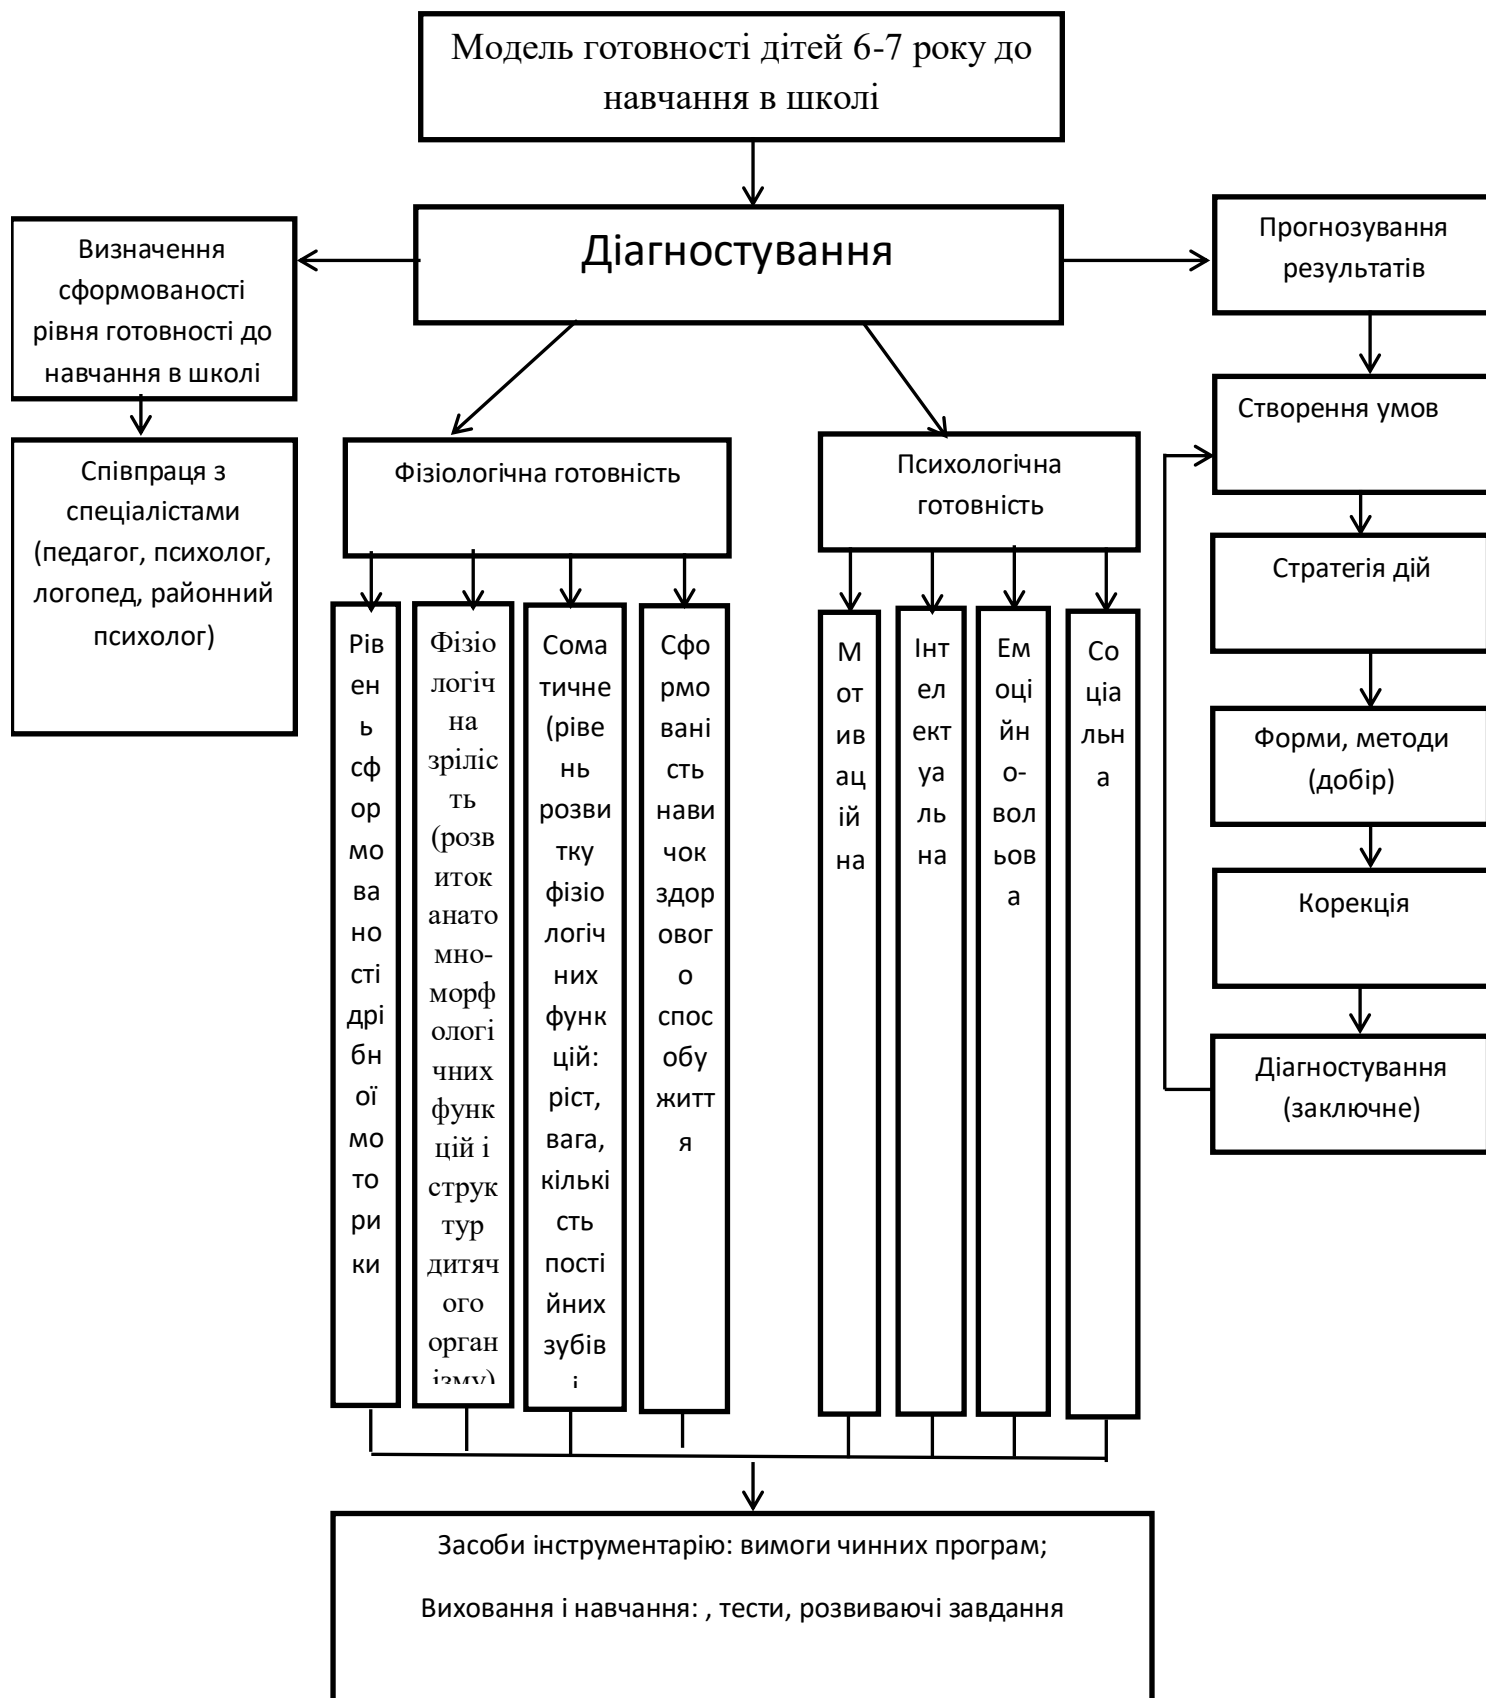 Модель готовності дітей 6-7 року до
навчання в школі
Діагностування
Визначення
сформованості
рівня готовності до
навчання в школі
Співпраця з
спеціалістами
(педагог, психолог,
логопед, районний
психолог)
Фізіологічна готовність
Рів
ен
ь
сф
ор
мо
ва
но
сті
дрі
бн
ої
мо
то
ри
ки
Фізіо
логіч
на
зріліс
ть
(розв
иток
анато
мно-
морф
ологі
чних
функ
цій і
струк
тур
дитяч
ого
орган
ізму)
Сома
тичне
(ріве
нь
розви
тку
фізіо
логіч
них
функ
цій:
ріст,
вага,
кількі
сть
пості
йних
зубів
і
Сфо
рмо
вані
сть
нави
чок
здор
овог
о
спос
обу
житт
я
Психологічна
готовність
М
от
ив
ац
ій
на
Інт
ел
ект
уа
ль
на
Ем
оці
йн
о-
вол
ьов
а
Со
ціа
льн
а
Прогнозування
результатів
Створення умов
Стратегія дій
Форми, методи
(добір)
Корекція
Діагностування
(заключне)
Засоби інструментарію: вимоги чинних програм;
Виховання і навчання: , тести, розвиваючі завдання